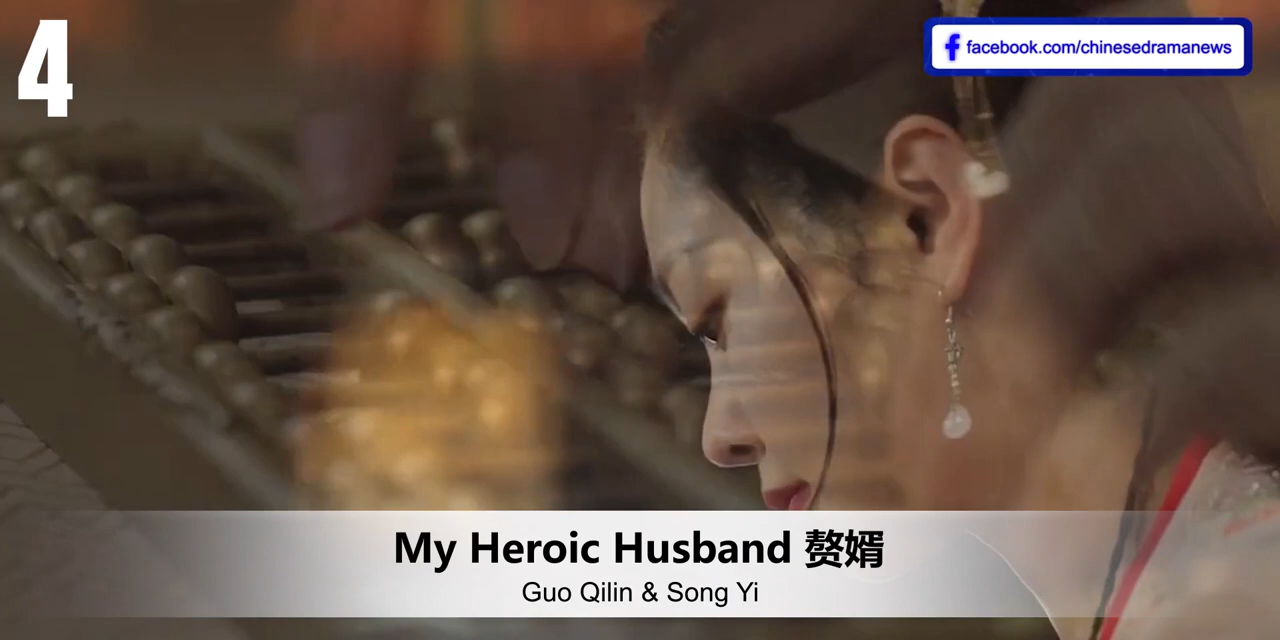 4
facebook.com/chinesedramanews
My Heroic Husband 赘婿
Guo Qilin & Song Yi